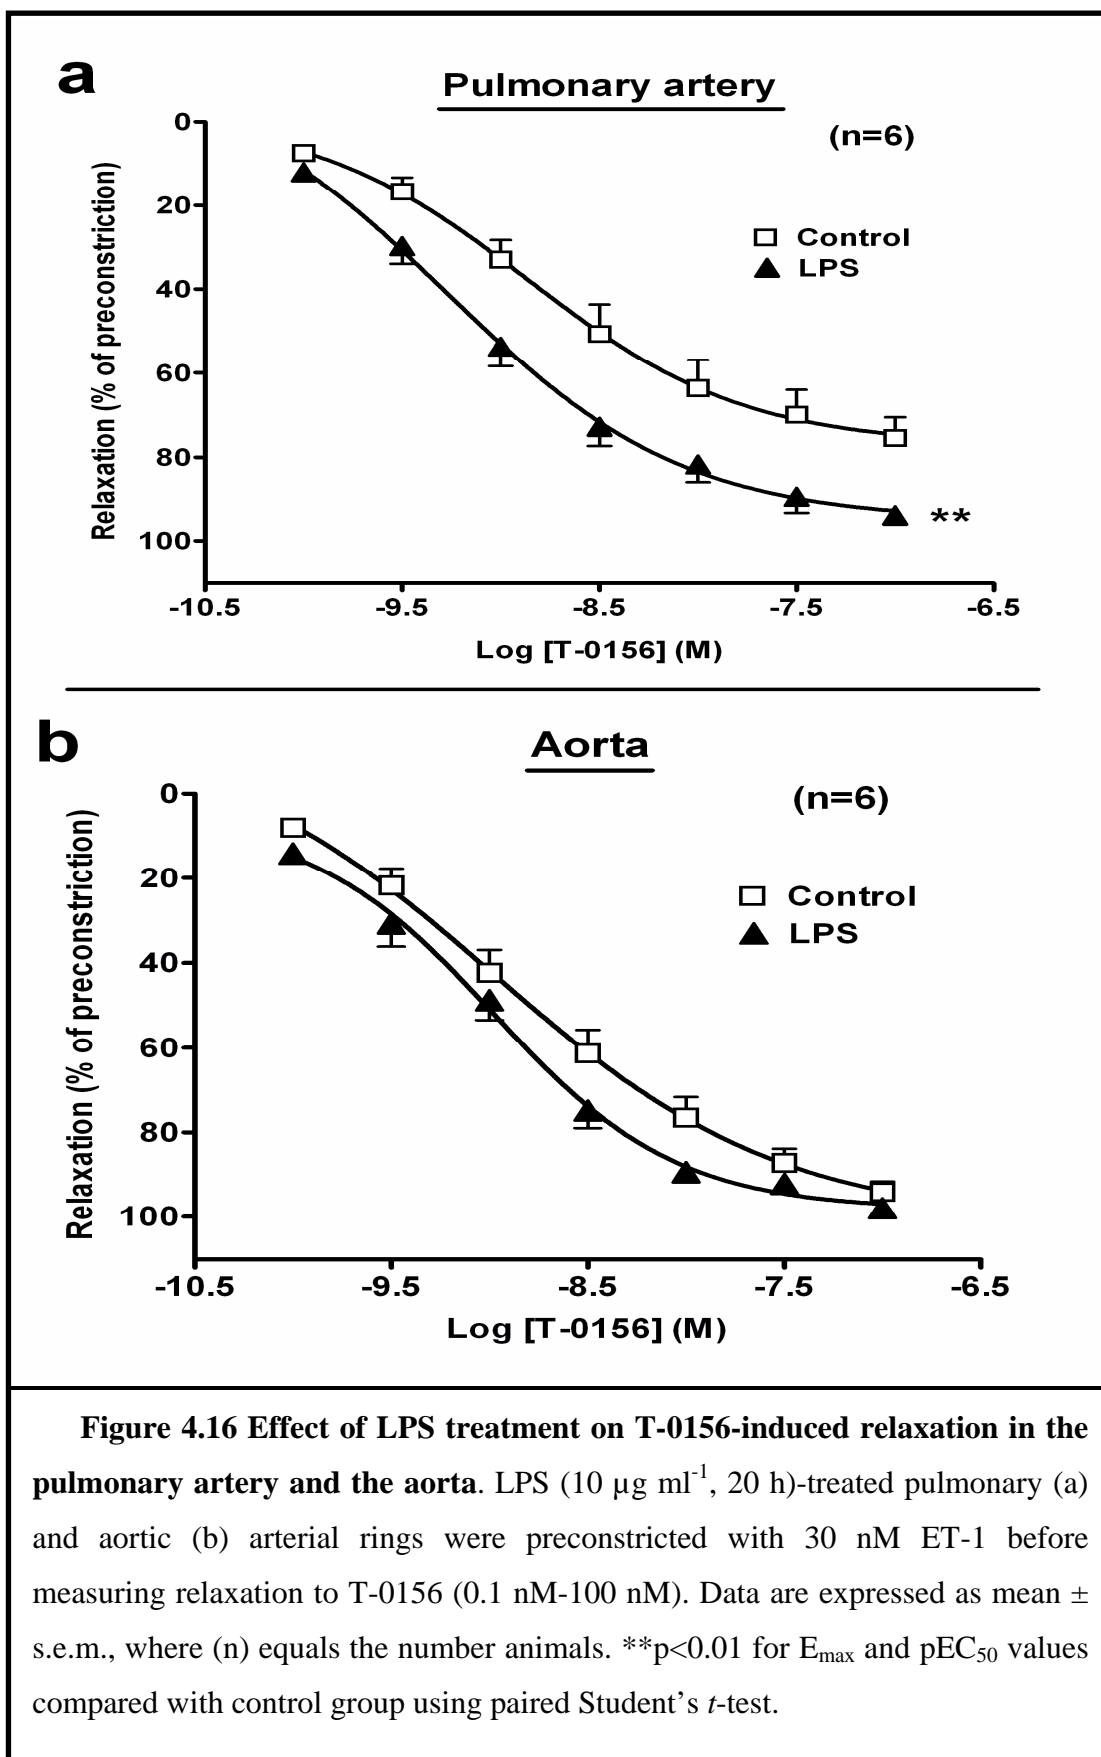 a
Pulmonary artery
(n=6)
Control
LPS
0
20
40
60
80
100
Relaxation (% of preconstriction)
**
-10.5 -9.5 -8.5 -7.5 -6.5
Log [T-0156] (M)
b
Aorta
(n=6)
Control
LPS
0
20
40
60
80
100
Relaxation (% of preconstriction)
-10.5 -9.5 -8.5 -7.5 -6.5
Log [T-0156] (M)
Figure 4.16 Effect of LPS treatment on T-0156-induced relaxation in the
pulmonary artery and the aorta. LPS (10 µg ml⁻¹, 20 h)-treated pulmonary (a)
and aortic (b) arterial rings were preconstricted with 30 nM ET-1 before
measuring relaxation to T-0156 (0.1 nM-100 nM). Data are expressed as mean ±
s.e.m., where (n) equals the number animals. **p<0.01 for Emax and pEC50 values
compared with control group using paired Student’s t-test.